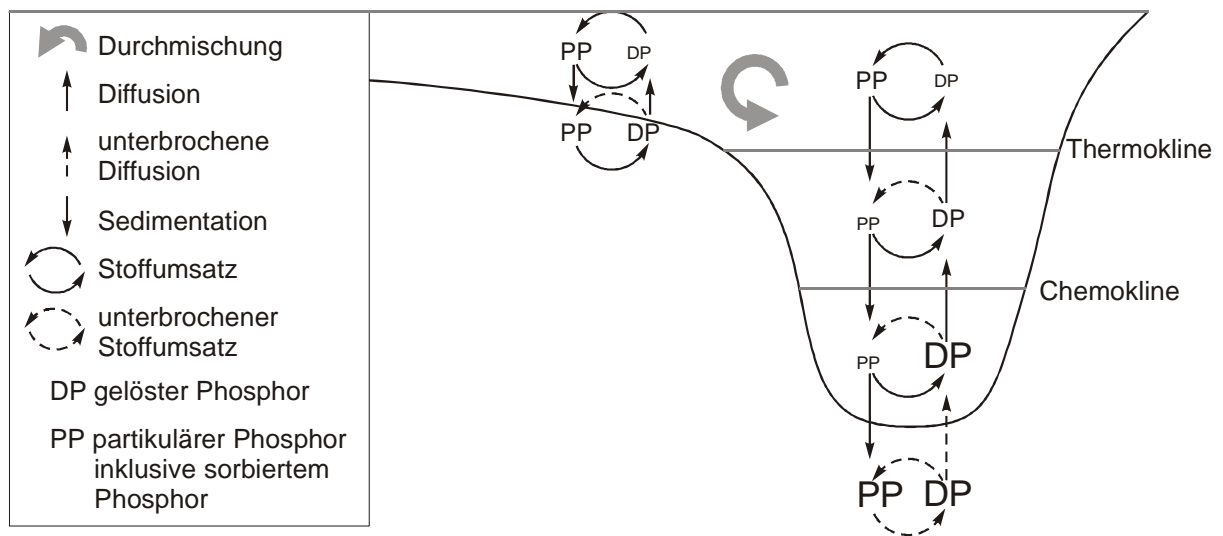 Durchmischung
Diffusion
unterbrochene
Diffusion
Sedimentation
Stoffumsatz
unterbrochener
Stoffumsatz
DP gelöster Phosphor
PP partikulärer Phosphor
inklusive sorbiertem
Phosphor
PP DP
PP DP
PP DP
Thermokline
PP DP
Chemokline
PP DP
PP DP